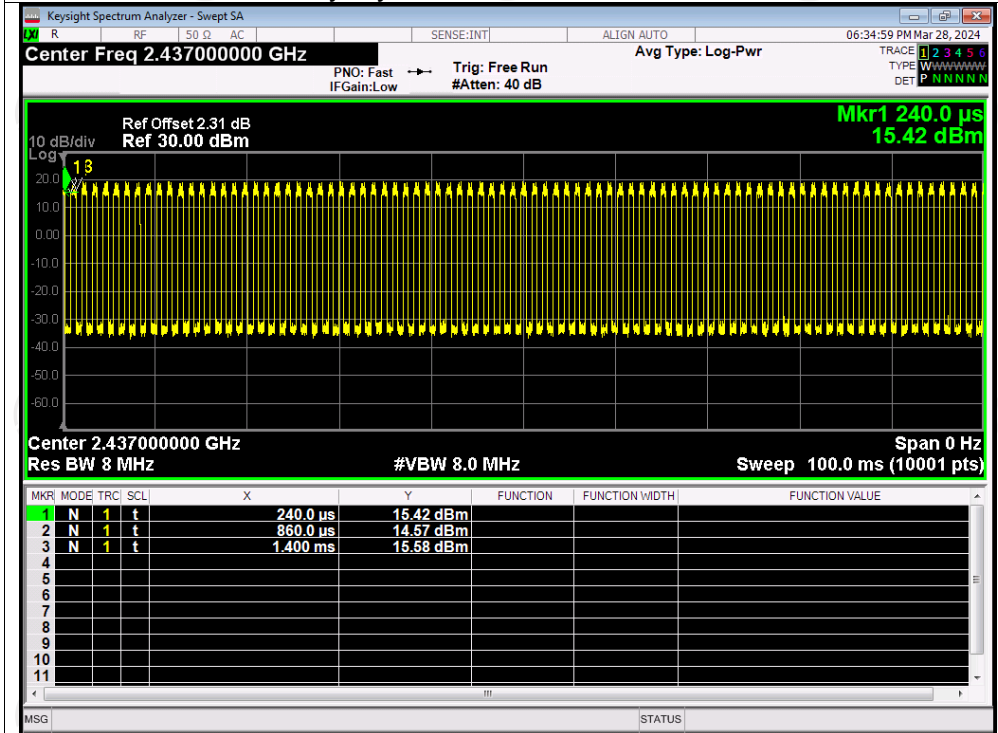 Keysight Spectrum Analyzer - Swept SA
LXI R RF 50 Ω AC SENSE:INT ALIGN AUTO 06:34:59 PM Mar 28, 2024
Center Freq 2.437000000 GHz Avg Type: Log-Pwr TRACE 1 2 3 4 5 6
PNO: Fast Trig: Free Run TYPE WWWWWW
IFGain:Low #Atten: 40 dB DET P N N N N N
Mkr1 240.0 µs
Ref Offset 2.31 dB
10 dB/div Ref 30.00 dBm 15.42 dBm
Log
1 3
20.0
10.0
0.00
-10.0
-20.0
-30.0
-40.0
-50.0
-60.0
Center 2.437000000 GHz Span 0 Hz
Res BW 8 MHz #VBW 8.0 MHz Sweep 100.0 ms (10001 pts)
MKR MODE TRC SCL X Y FUNCTION FUNCTION WIDTH FUNCTION VALUE
1 N 1 t 240.0 µs 15.42 dBm
2 N 1 t 860.0 µs 14.57 dBm
3 N 1 t 1.400 ms 15.58 dBm
4
5
6
7
8
9
10
11
MSG STATUS